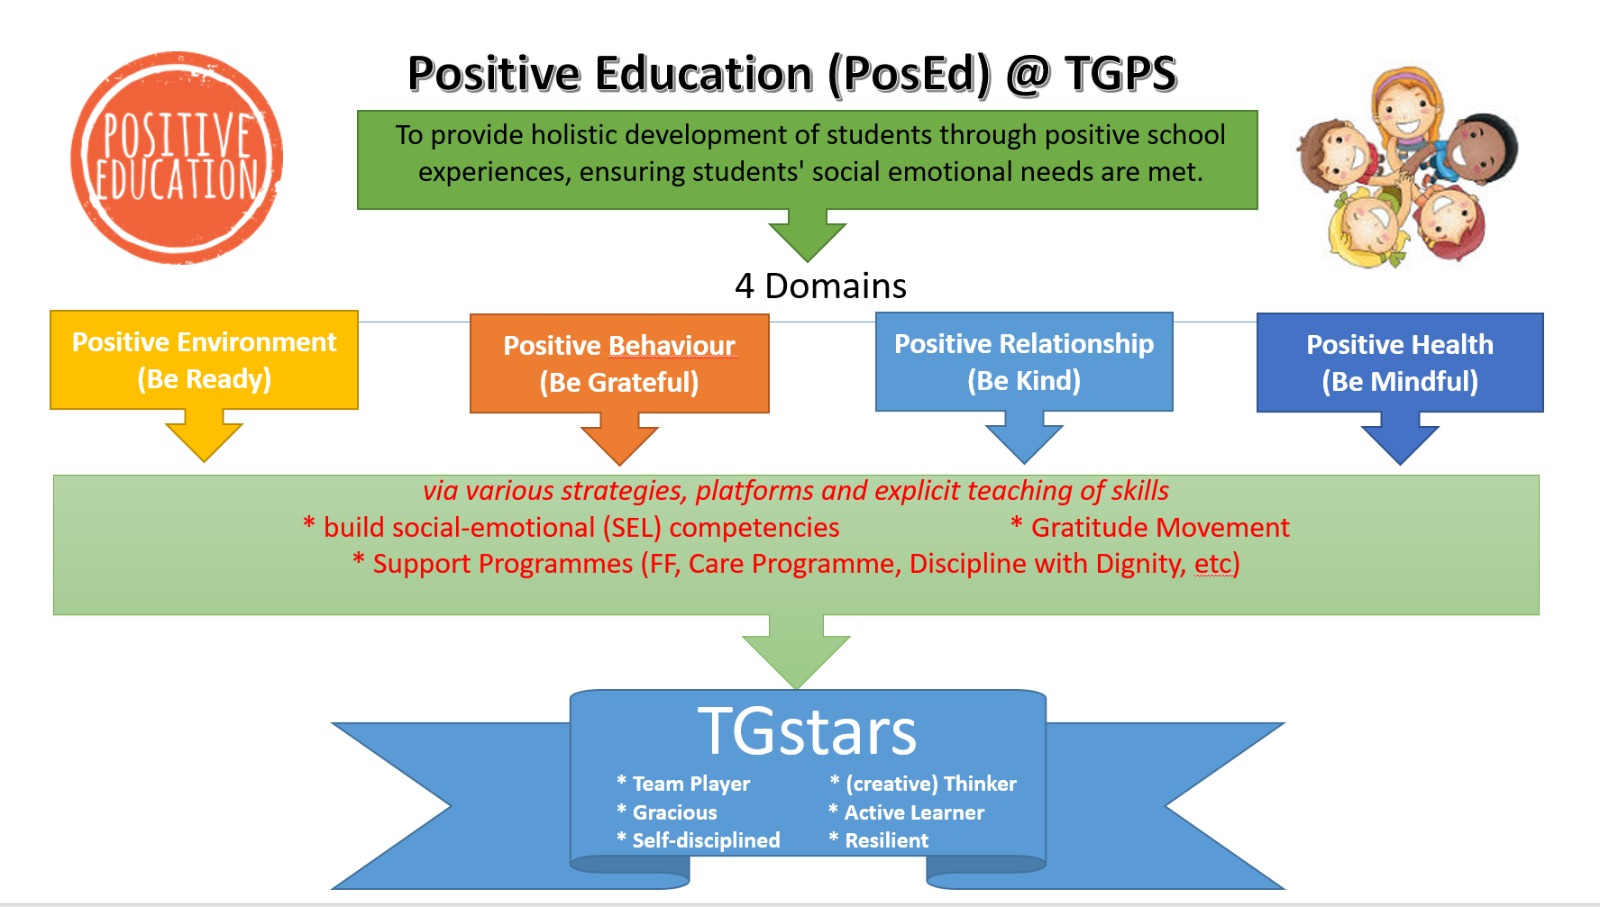 POSITIVE
EDUCATION
Positive Education (PosEd) @ TGPS
To provide holistic development of students through positive school
experiences, ensuring students' social emotional needs are met.
4 Domains
Positive Environment
(Be Ready)
Positive Behaviour
(Be Grateful)
Positive Relationship
(Be Kind)
Positive Health
(Be Mindful)
via various strategies, platforms and explicit teaching of skills
* build social-emotional (SEL) competencies * Gratitude Movement
* Support Programmes (FF, Care Programme, Discipline with Dignity, etc)
TGstars
* Team Player * (creative) Thinker
* Gracious * Active Learner
* Self-disciplined * Resilient